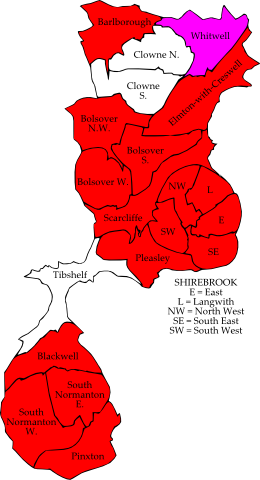 Barlborough
Whitwell
Clowne N.
Clowne
S.
Elmton-with-Creswell
Bolsover
N.W.
Bolsover
S.
Bolsover W.
NW
L
E
Scarcliffe
SW
SE
Pleasley
Tibshelf
SHIREBROOK
E = East
L = Langwith
NW = North West
SE = South East
SW = South West
Blackwell
South
Normanton
E.
South
Normanton
W.
Pinxton